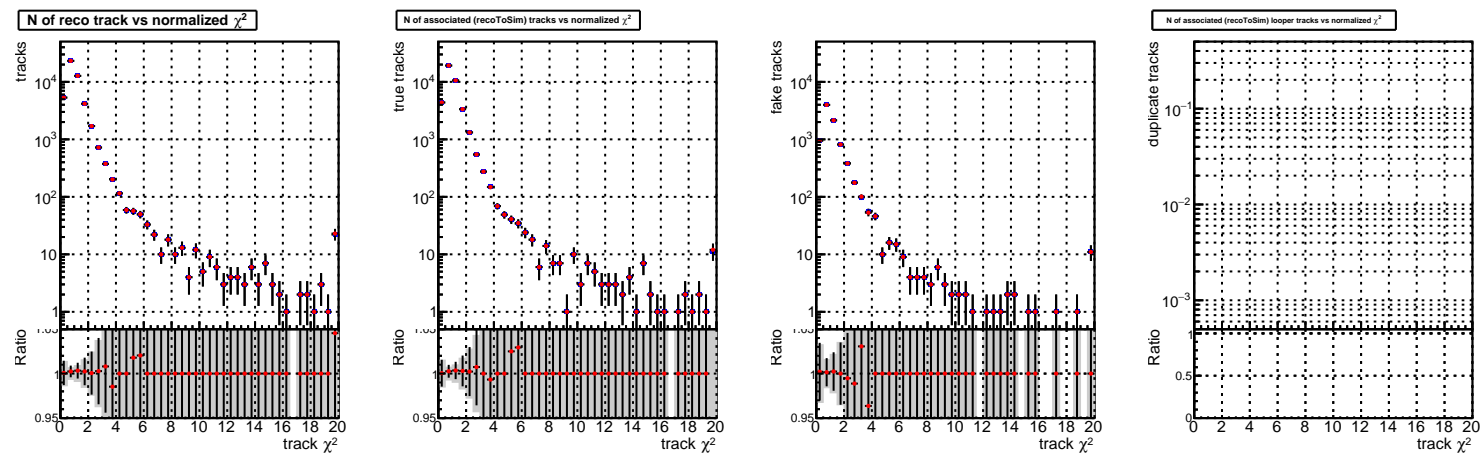 N of reco track vs normalized χ²
tracks
10⁴
10³
10²
10
1
Ratio
1.05
1
0.95
0 2 4 6 8 10 12 14 16 18 20
track χ²
N of associated (recoToSim) tracks vs normalized χ²
true tracks
10⁴
10³
10²
10
1
Ratio
1.05
1
0.95
0 2 4 6 8 10 12 14 16 18 20
track χ²
fake tracks
10⁴
10³
10²
10
1
Ratio
1.05
1
0.95
0 2 4 6 8 10 12 14 16 18 20
track χ²
N of associated (recoToSim) looper tracks vs normalized χ²
duplicate tracks
10⁻¹
10⁻²
10⁻³
Ratio
1
0.5
0
0 2 4 6 8 10 12 14 16 18 20
track χ²